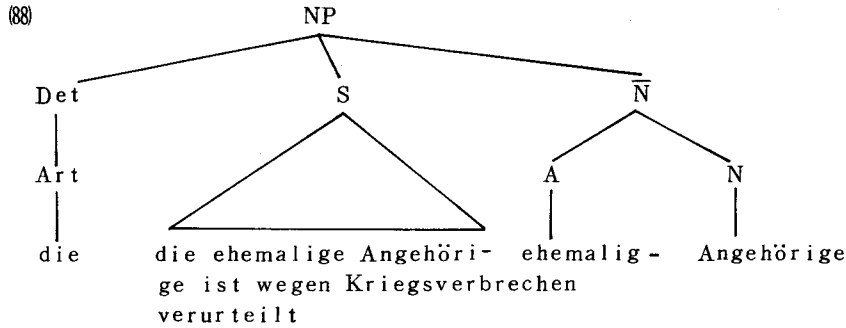 (88) NP
Det S N̅
Art A N
die die ehemalige Angehöri- ehemalig- Angehörige
ge ist wegen Kriegsverbrechen
verurteilt